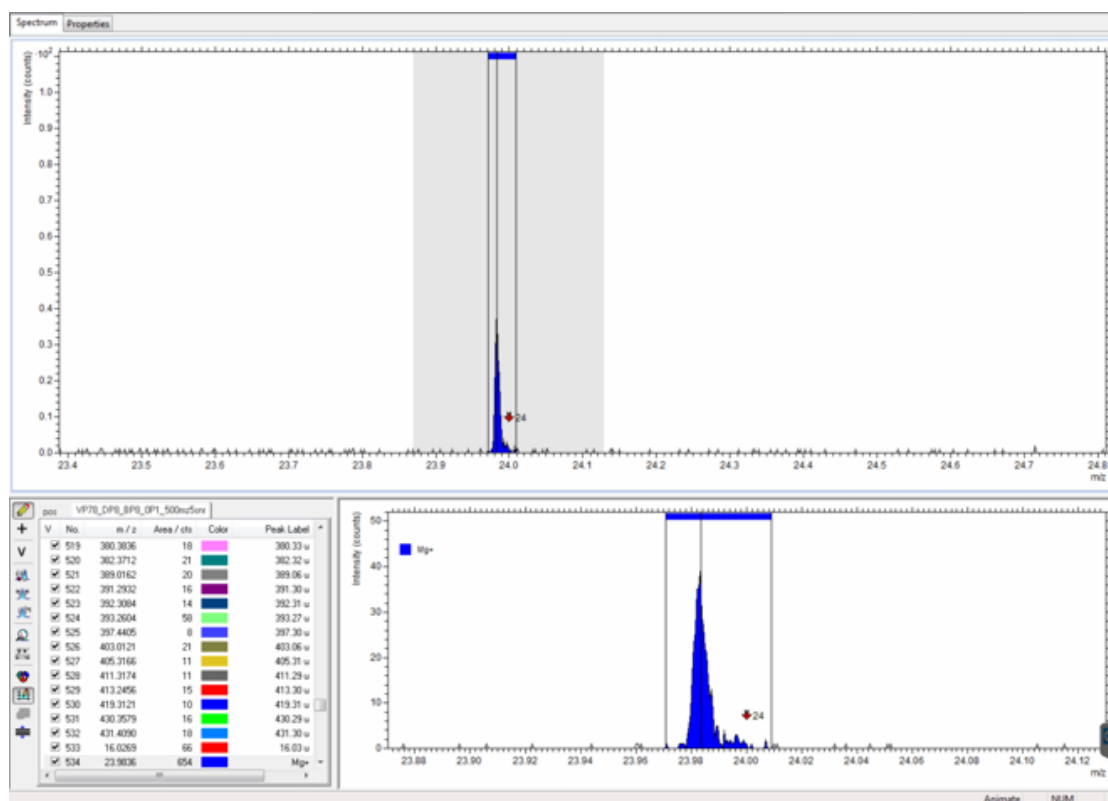 Spectrum Properties
Intensity (counts)
·10²
1.0
0.9
0.8
0.7
0.6
0.5
0.4
0.3
0.2
0.1
0.0
24
23.4 23.5 23.6 23.7 23.8 23.9 24.0 24.1 24.2 24.3 24.4 24.5 24.6 24.7 24.8
m/z
pos
V No. m / z Area / cts Color Peak Label
519 380.3836 18 380.33 u
520 382.3712 21 382.32 u
521 389.0162 20 389.06 u
522 391.2932 16 391.30 u
523 392.3084 14 392.31 u
524 393.2604 58 393.27 u
525 397.4405 8 397.30 u
526 403.0121 21 403.06 u
527 405.3166 11 405.31 u
528 411.3174 11 411.29 u
529 413.2456 15 413.30 u
530 419.3121 10 419.31 u
531 430.3579 16 430.29 u
532 431.4090 18 431.30 u
533 16.0269 66 16.03 u
534 23.9836 654 Mg+
Intensity (counts)
50
40
30
20
10
0
Mg+
24
23.88 23.90 23.92 23.94 23.96 23.98 24.00 24.02 24.04 24.06 24.08 24.10 24.12
m/z
Animate NUM